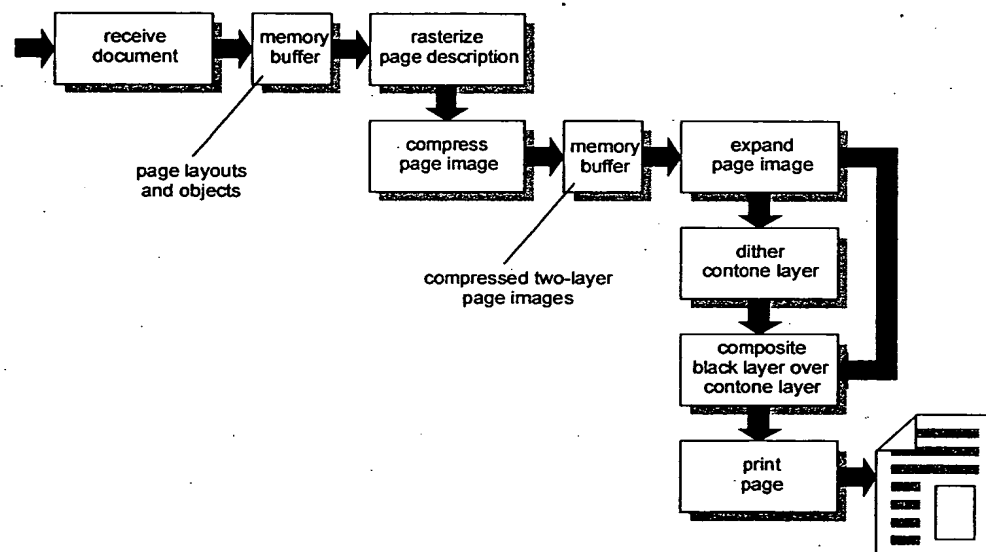 receive
document
memory
buffer
rasterize
page description
page layouts
and objects
compress
page image
memory
buffer
expand
page image
compressed two-layer
page images
dither
contone layer
composite
black layer over
contone layer
print
page